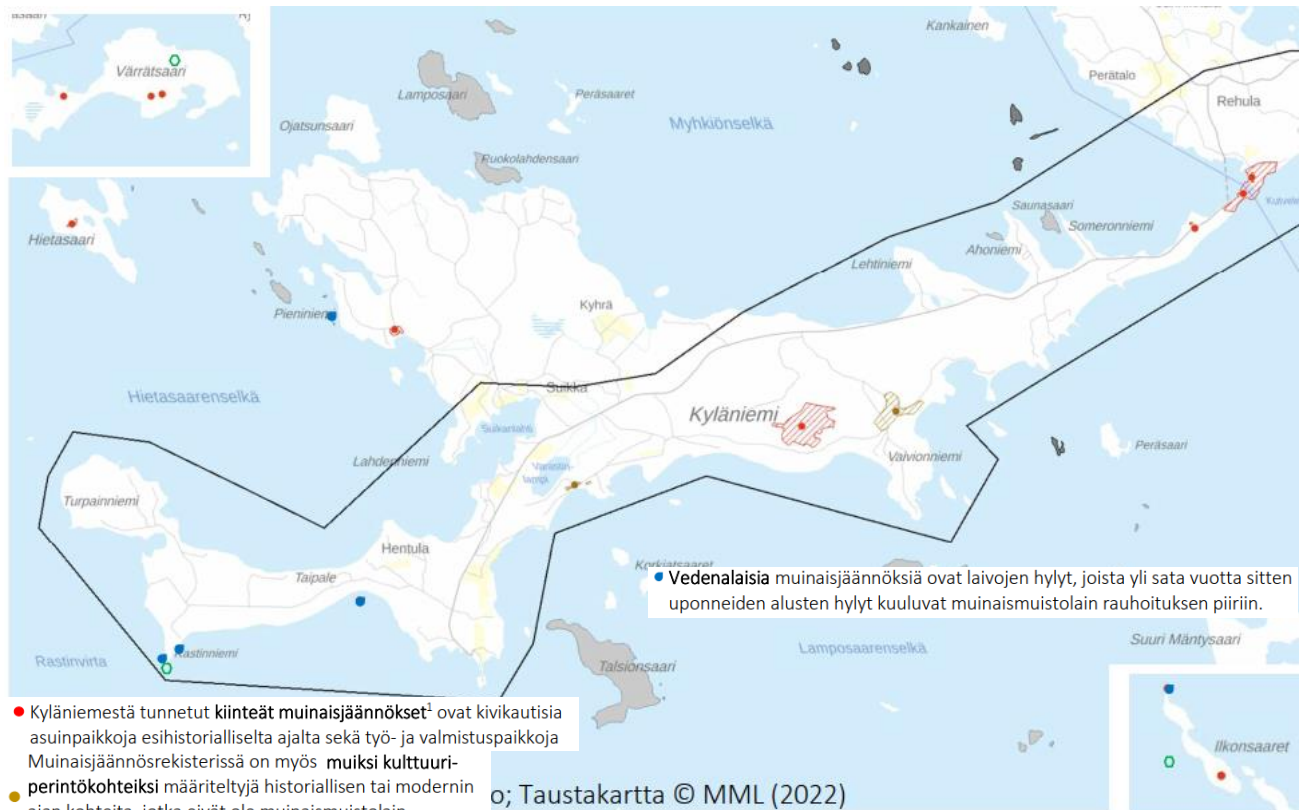 Värrätsaari
Kankainen
Perätalo
Rehula
Lamposaari
Peräsaaret
Ojatsunsaari
Myhkiönselkä
Ruokolahdensaari
Hietasaari
Saunasaari
Someronniemi
Ahoniemi
Lehtiniemi
Pieniniemi
Kyhrä
Hietasaarenselkä
Suikka
Kyläniemi
Suikanlahti
Lahdenniemi
Vaivionniemi
Peräsaari
Turpainniemi
Hentula
Taipale
Korkiatsaaret
Vedenalaisia muinaisjäännöksiä ovat laivojen hylyt, joista yli sata vuotta sitten
uponneiden alusten hylyt kuuluvat muinaismuistolain rauhoituksen piiriin.
Rastinvirta
Rastinniemi
Talsionsaari
Lamposaarenselkä
Suuri Mäntysaari
Kyläniemestä tunnetut kiinteät muinaisjäännökset¹ ovat kivikautisia
asuinpaikkoja esihistorialliselta ajalta sekä työ- ja valmistuspaikkoja
Muinaisjäännösrekisterissä on myös muiksi kulttuuri-
perintökohteiksi määriteltyjä historiallisen tai modernin
Ilkonsaaret
o; Taustakartta © MML (2022)